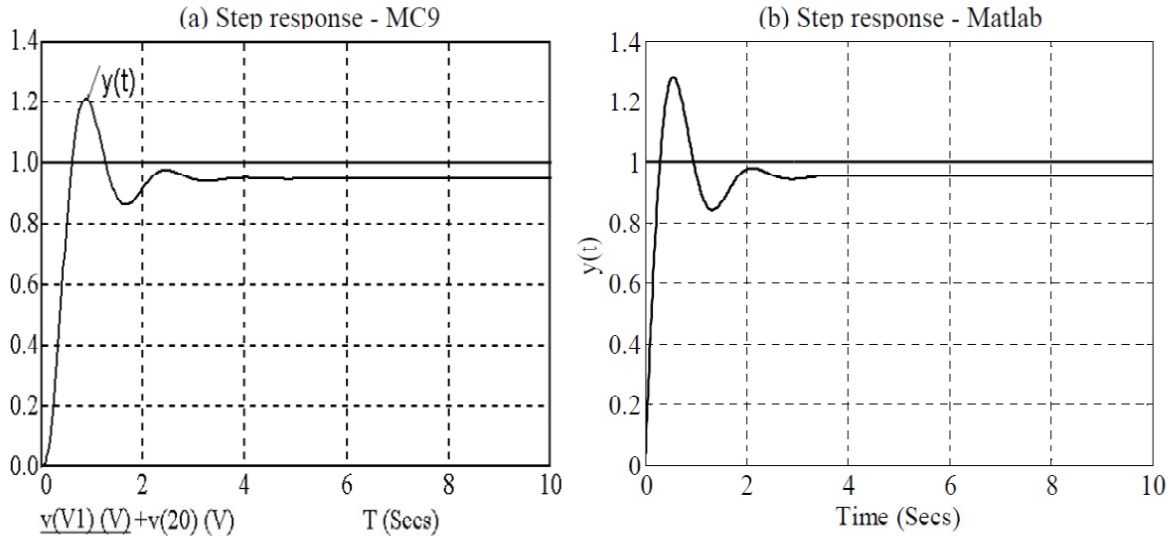 (a) Step response - MC9
1.4
1.2
1.0
0.8
0.6
0.4
0.2
0.0
y(t)
0 2 4 6 8 10
v(V1) (V)+v(20) (V) T (Secs)
(b) Step response - Matlab
1.4
1.2
1
0.8
0.6
0.4
0.2
0
y(t)
0 2 4 6 8 10
Time (Secs)